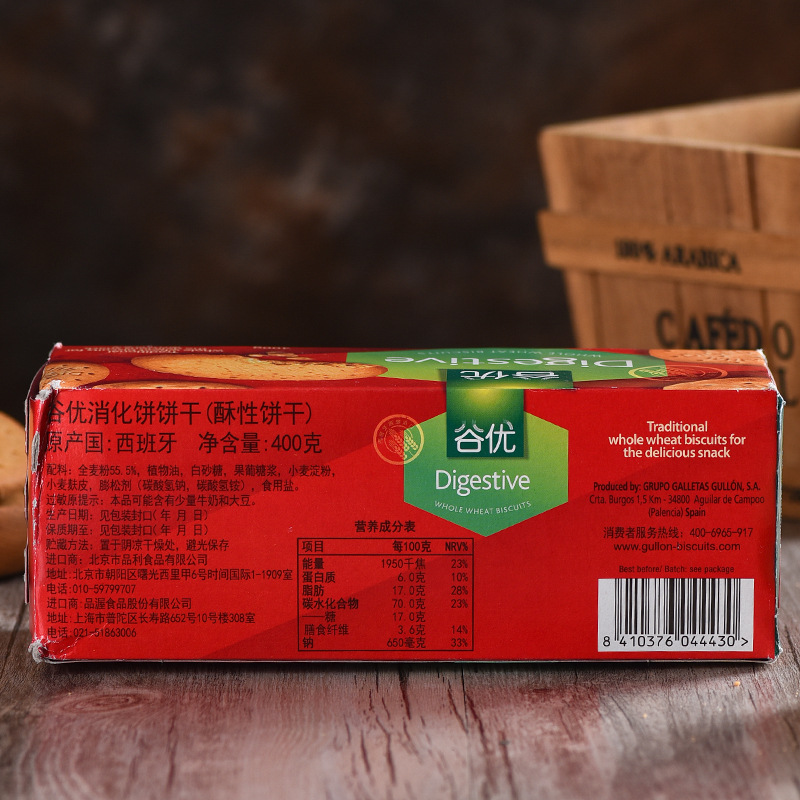 Digestive
WHOLE WHEAT BISCUITS
谷优
100% ARABICA
谷优消化饼饼干(酥性饼干)
原产国:西班牙 净含量:400克
配料: 全麦粉55.5%, 植物油, 白砂糖, 果葡糖浆, 小麦淀粉,
小麦麸皮, 膨松剂 (碳酸氢钠, 碳酸氢铵), 食用盐。
过敏原提示: 本品可能含有少量牛奶和大豆。
生产日期: 见包装封口( 年 月 日)
保质期至: 见包装封口( 年 月 日)
贮藏方法: 置于阴凉干燥处, 避光保存
进口商: 北京市品利食品有限公司
地址:北京市朝阳区曙光西里甲6号时间国际1-1909室
电话:010-59799707
进口商: 品渥食品股份有限公司
地址: 上海市普陀区长寿路652号10号楼308室
电话: 021-51863006
营养成分表
项目 每100克 NRV%
能量 1950千焦 23%
蛋白质 6.0克 10%
脂肪 17.0克 28%
碳水化合物 70.0克 23%
——糖 17.0克
膳食纤维 3.6克 14%
钠 650毫克 33%
谷优
Digestive
WHOLE WHEAT BISCUITS
Traditional
whole wheat biscuits for
the delicious snack
Produced by: GRUPO GALLETAS GULLÓN, S.A.
Crta. Burgos 1,5 Km - 34800 Aguilar de Campoo
(Palencia) Spain
消费者服务热线: 400-6965-917
www.gullon-biscuits.com
Best before/ Batch: see package
8 410376 044430 >